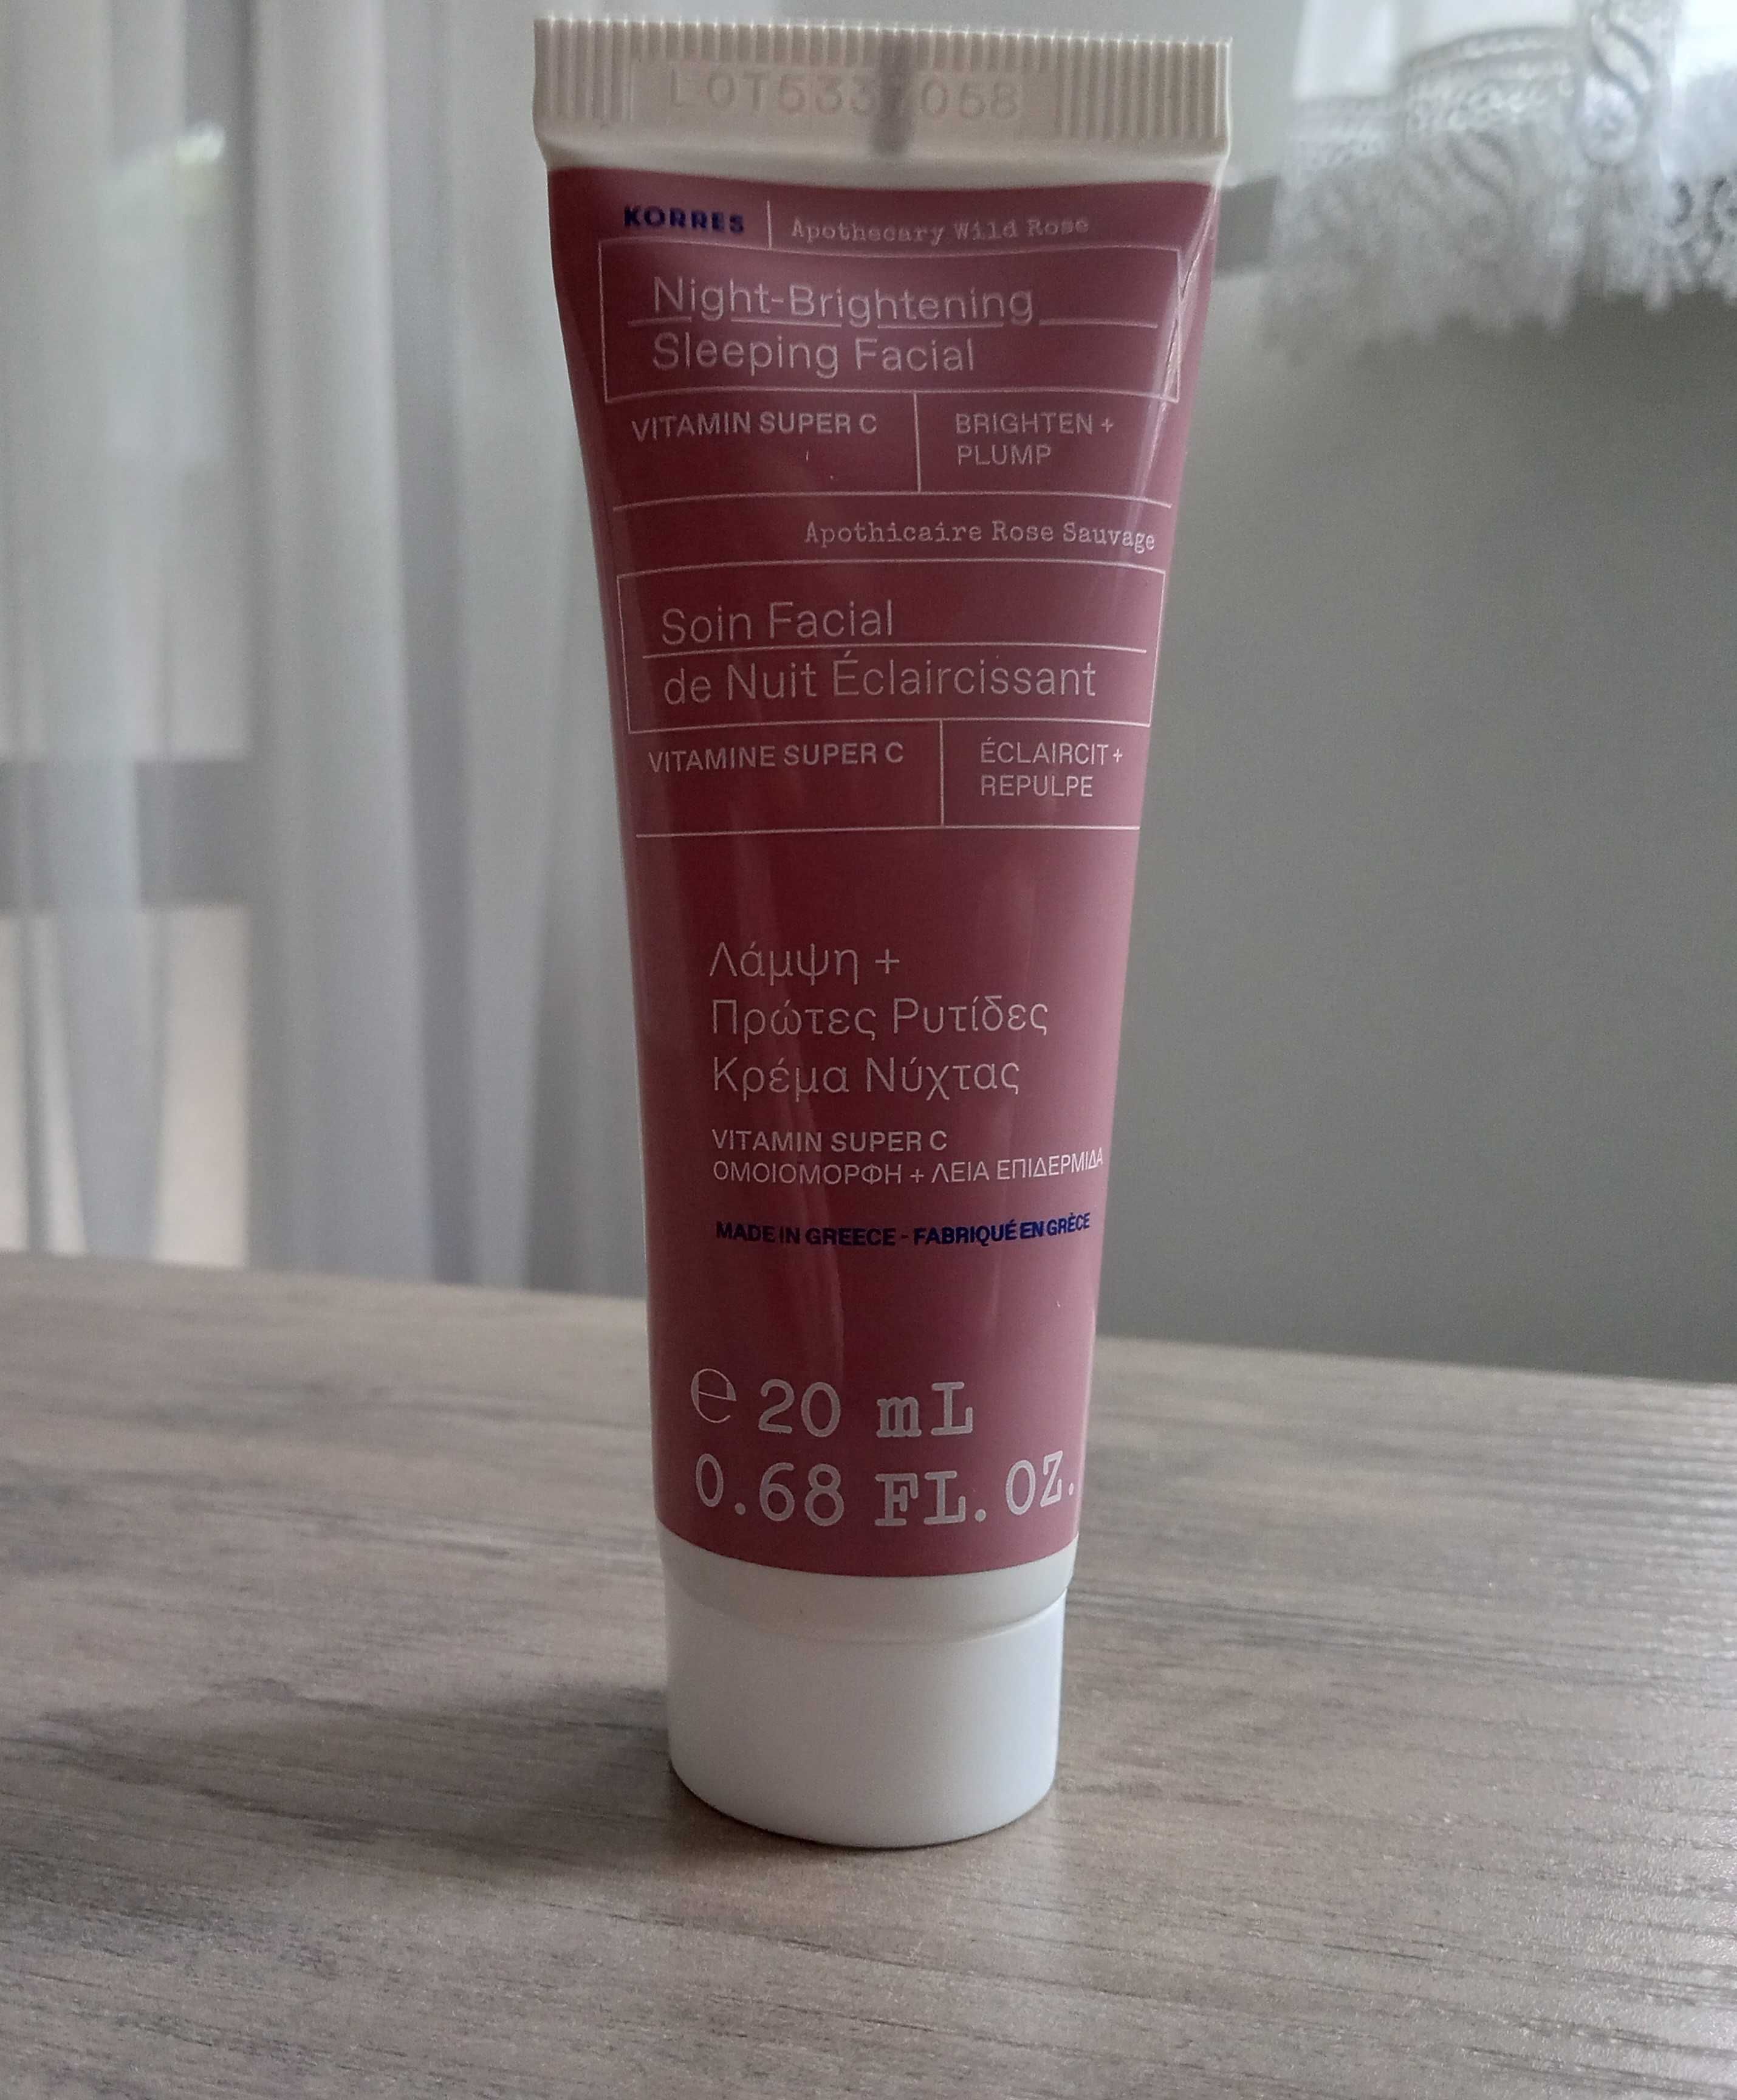 KORRES Apothecary Wild Rose
Night-Brightening
Sleeping Facial
VITAMIN SUPER C BRIGHTEN +
PLUMP
Apothicaire Rose Sauvage
Soin Facial
de Nuit Éclaircissant
VITAMINE SUPER C ÉCLAIRCIT +
REPULPE
Λάμψη +
Πρώτες Ρυτίδες
Κρέμα Νύχτας
VITAMIN SUPER C
ΟΜΟΙΟΜΟΡΦΗ + ΛΕΙΑ ΕΠΙΔΕΡΜΙΔΑ
MADE IN GREECE - FABRIQUÉ EN GRÈCE
℮ 20 mL
0.68 FL. OZ.